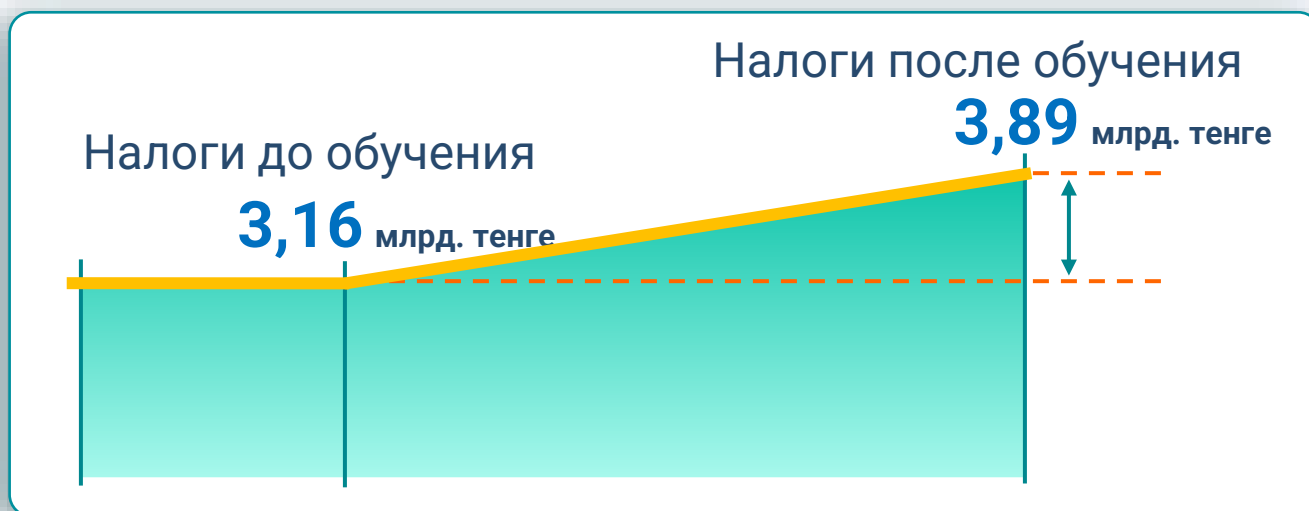 Налоги после обучения
3,89 млрд. тенге
Налоги до обучения
3,16 млрд. тенге